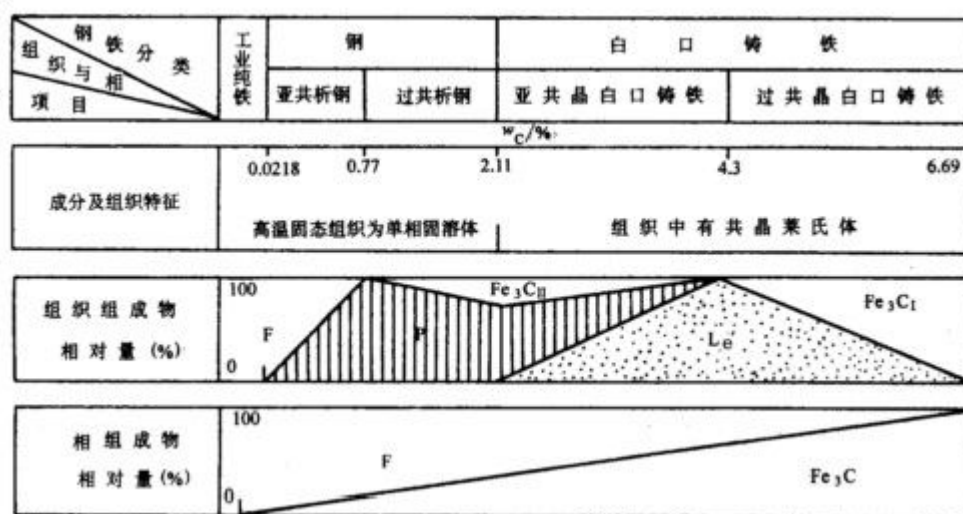 钢铁分类
组织与相
项目
工业纯铁
钢
白口铸铁
亚共析钢
过共析钢
亚共晶白口铸铁
过共晶白口铸铁
w_C/%
0.0218
0.77
2.11
4.3
6.69
成分及组织特征
高温固态组织为单相固溶体
组织中有共晶莱氏体
组织组成物
相对量(%)
100
0
F
P
Fe₃C_Ⅱ
Le
Fe₃C_Ⅰ
相组成物
相对量(%)
100
0
F
Fe₃C